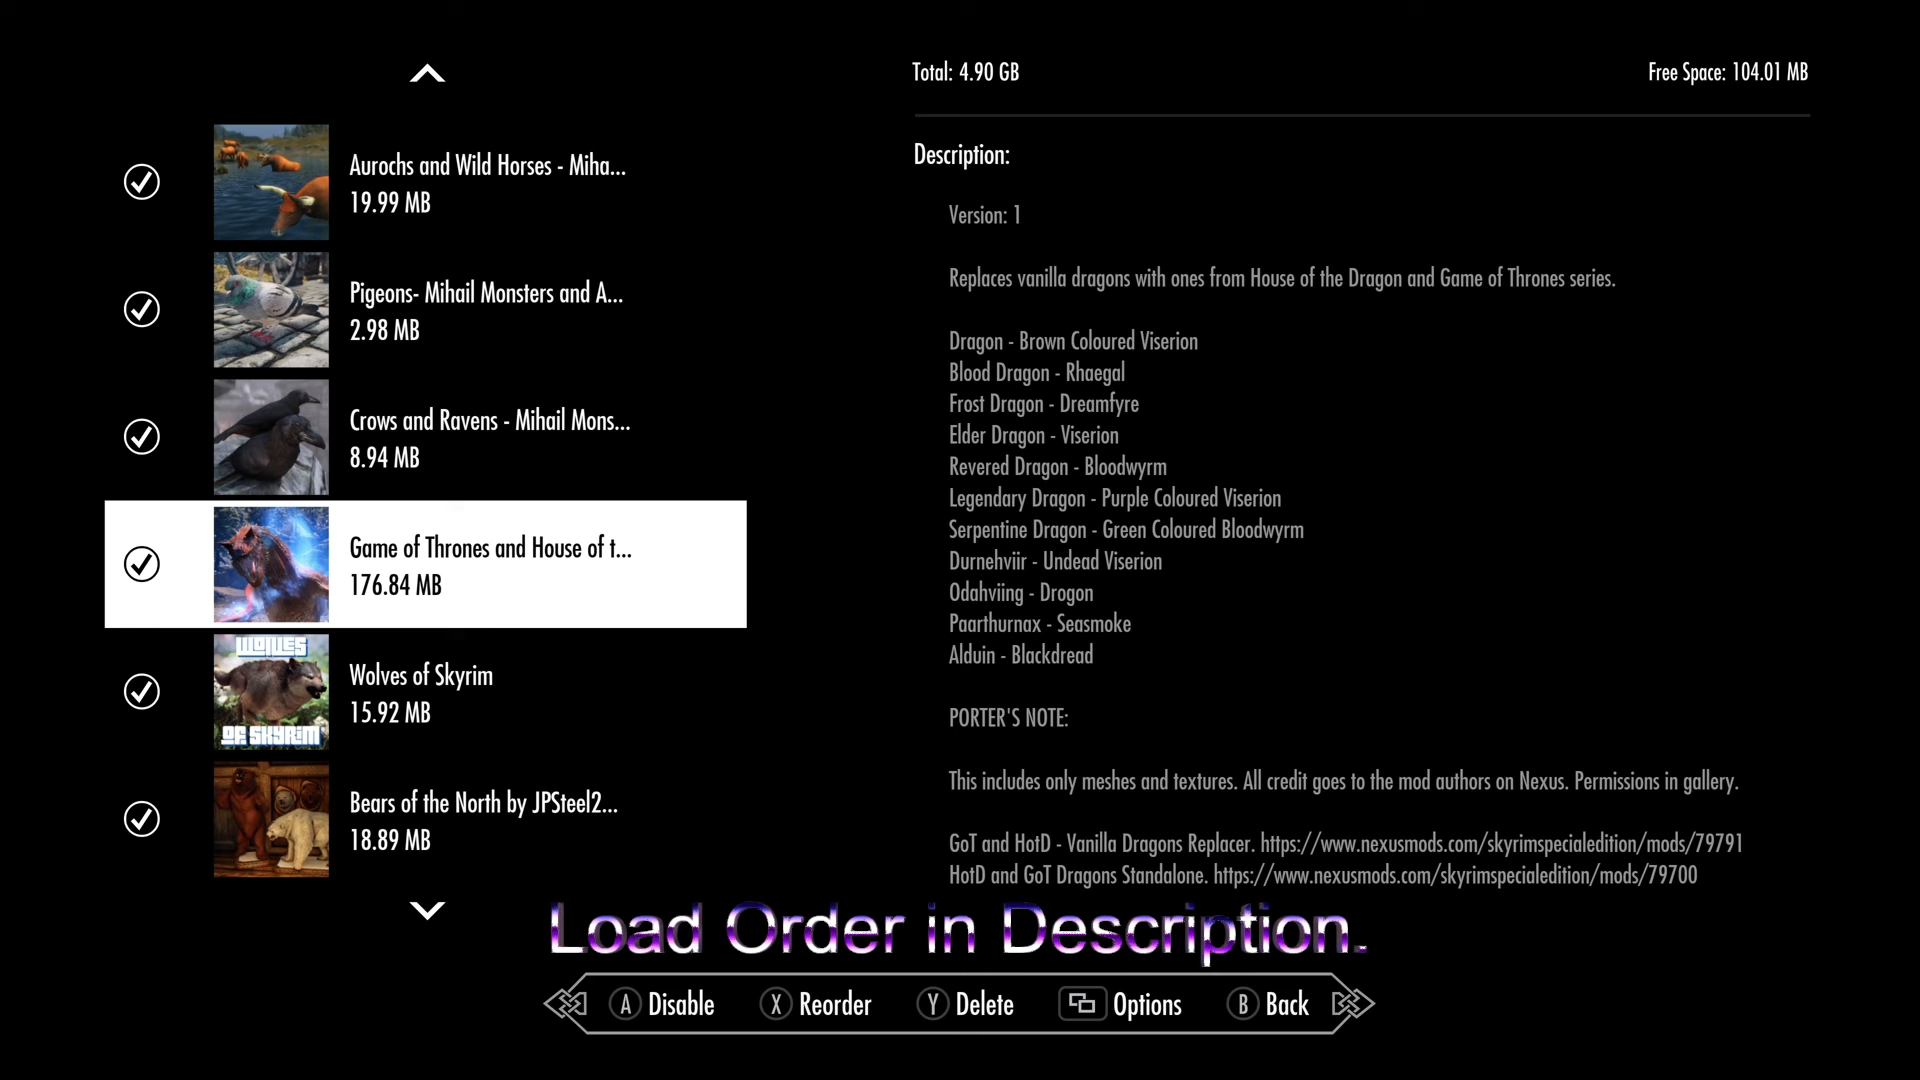 Total: 4.90 GB
Free Space: 104.01 MB
Aurochs and Wild Horses - Miha...
19.99 MB
Pigeons- Mihail Monsters and A...
2.98 MB
Crows and Ravens - Mihail Mons...
8.94 MB
Game of Thrones and House of t...
176.84 MB
WOLVES
OF SKYRIM
Wolves of Skyrim
15.92 MB
Bears of the North by JPSteel2...
18.89 MB
Description:
Version: 1
Replaces vanilla dragons with ones from House of the Dragon and Game of Thrones series.
Dragon - Brown Coloured Viserion
Blood Dragon - Rhaegal
Frost Dragon - Dreamfyre
Elder Dragon - Viserion
Revered Dragon - Bloodwyrm
Legendary Dragon - Purple Coloured Viserion
Serpentine Dragon - Green Coloured Bloodwyrm
Durnehviir - Undead Viserion
Odahviing - Drogon
Paarthurnax - Seasmoke
Alduin - Blackdread
PORTER'S NOTE:
This includes only meshes and textures. All credit goes to the mod authors on Nexus. Permissions in gallery.
GoT and HotD - Vanilla Dragons Replacer. https://www.nexusmods.com/skyrimspecialedition/mods/79791
HotD and GoT Dragons Standalone. https://www.nexusmods.com/skyrimspecialedition/mods/79700
Load Order in Description.
A Disable X Reorder Y Delete Options B Back